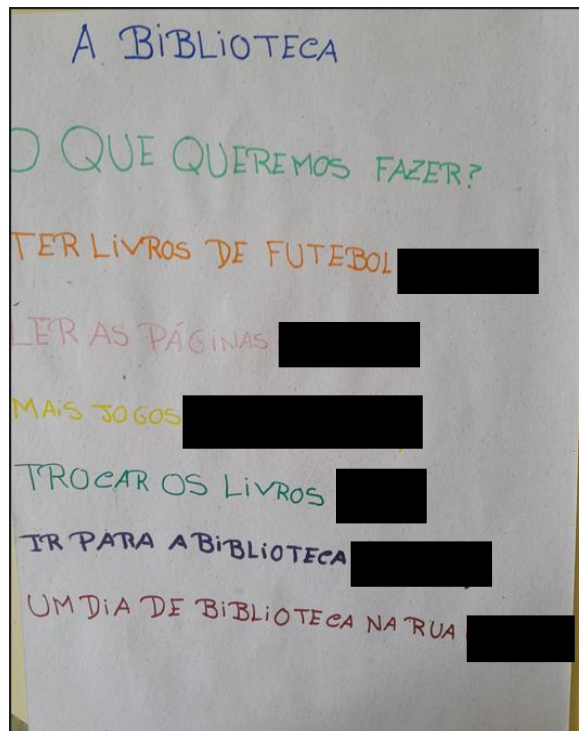 A BiBLiOTECA
O QUE QUEREMOS FAZER?
TER LiVROS DE FUTEBOL
LER AS PÁGiNAS
MAiS JOGOS
TROCAR OS LiVROS
IR PARA A BiBLiOTECA
UM DiA DE BiBLiOTECA NA RUA